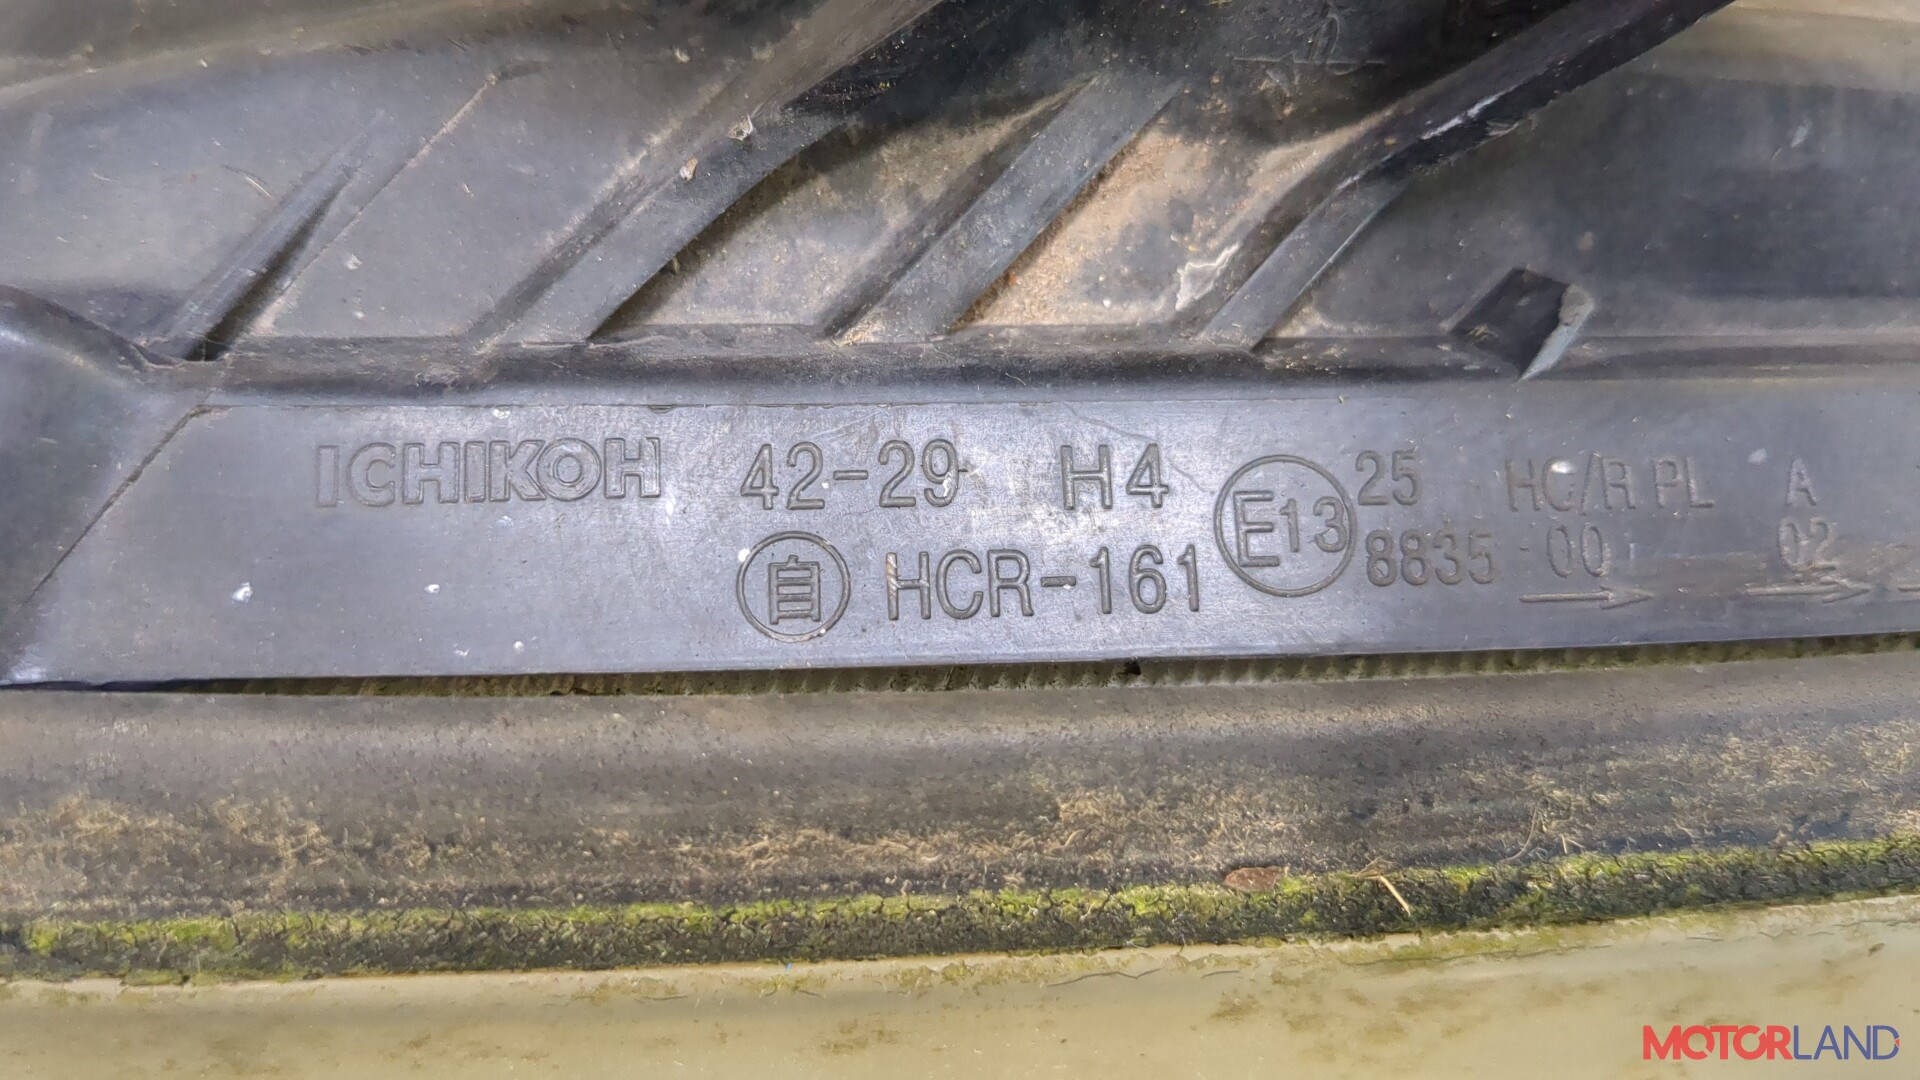 ICHIKOH 42-29 H4 E13 25 HC/R PL A
自 HCR-161 8835 00 02
MOTORLAND